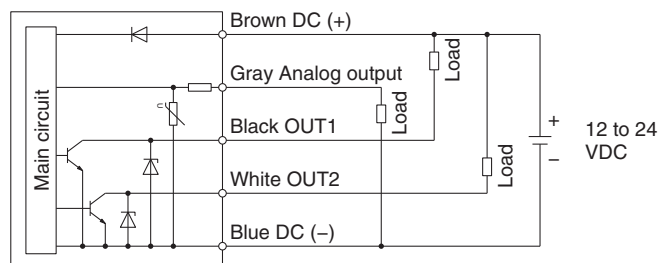 Brown DC (+)
Gray Analog output
Black OUT1
White OUT2
Blue DC (−)
Main circuit
Load
Load
Load
+
−
12 to 24
VDC